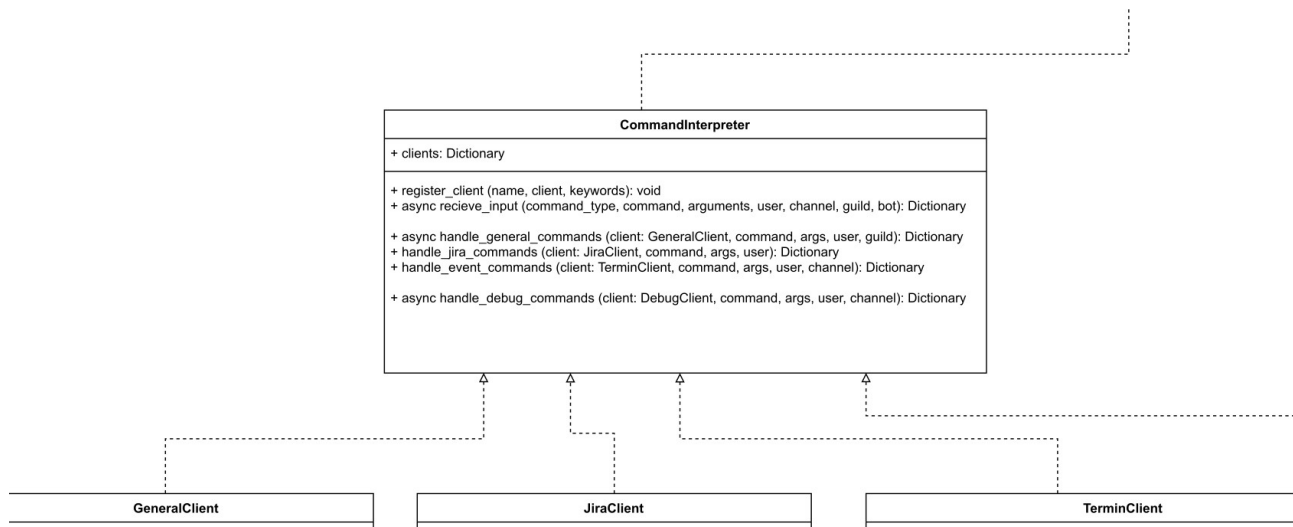 CommandInterpreter
+ clients: Dictionary
+ register_client (name, client, keywords): void
+ async recieve_input (command_type, command, arguments, user, channel, guild, bot): Dictionary
+ async handle_general_commands (client: GeneralClient, command, args, user, guild): Dictionary
+ handle_jira_commands (client: JiraClient, command, args, user): Dictionary
+ handle_event_commands (client: TerminClient, command, args, user, channel): Dictionary
+ async handle_debug_commands (client: DebugClient, command, args, user, channel): Dictionary
GeneralClient
JiraClient
TerminClient